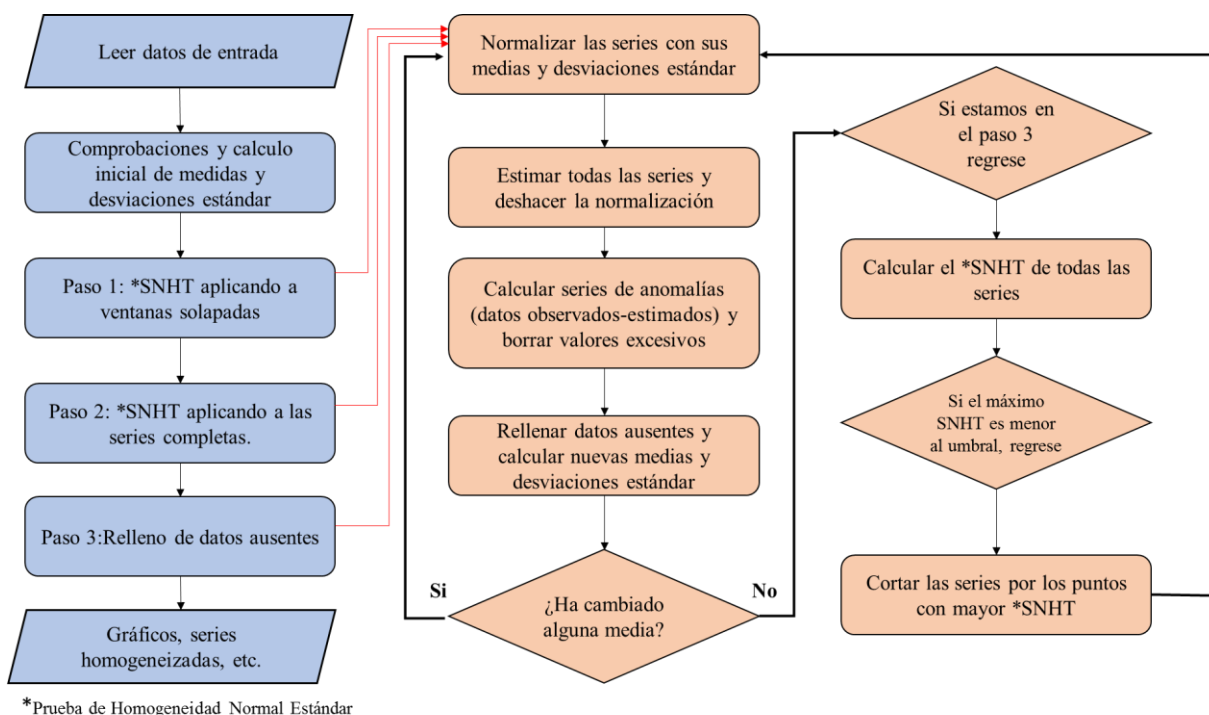 Leer datos de entrada
Comprobaciones y calculo
inicial de medidas y
desviaciones estándar
Paso 1: *SNHT aplicando a
ventanas solapadas
Paso 2: *SNHT aplicando a las
series completas.
Paso 3:Relleno de datos ausentes
Gráficos, series
homogeneizadas, etc.
*Prueba de Homogeneidad Normal Estándar
Normalizar las series con sus
medias y desviaciones estándar
Estimar todas las series y
deshacer la normalización
Calcular series de anomalías
(datos observados-estimados) y
borrar valores excesivos
Rellenar datos ausentes y
calcular nuevas medias y
desviaciones estándar
Si
No
¿Ha cambiado
alguna media?
Si estamos en
el paso 3
regrese
Calcular el *SNHT de todas las
series
Si el máximo
SNHT es menor
al umbral, regrese
Cortar las series por los puntos
con mayor *SNHT